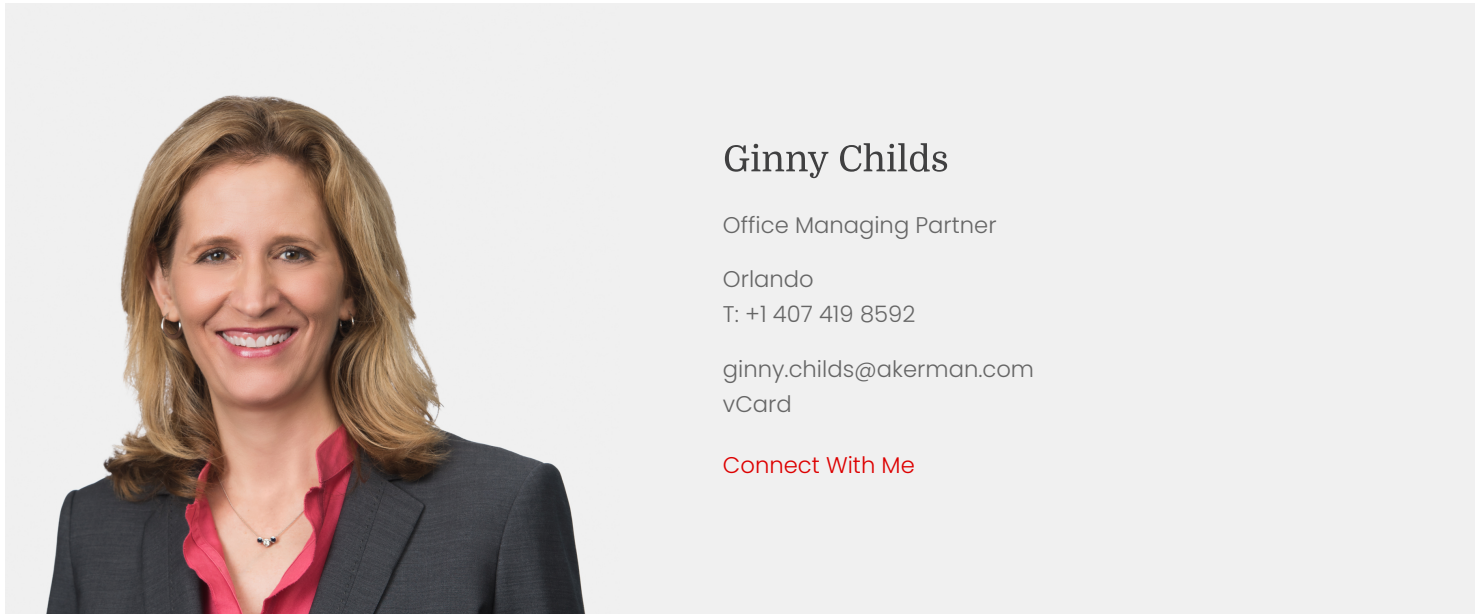 Ginny Childs
Office Managing Partner
Orlando
T: +1 407 419 8592
ginny.childs@akerman.com
vCard
Connect With Me